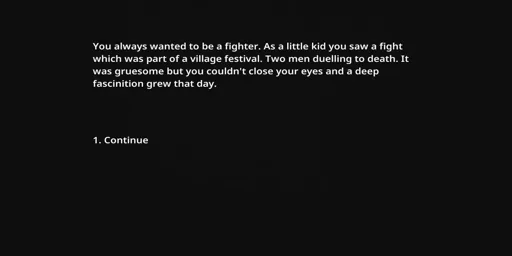 You always wanted to be a fighter. As a little kid you saw a fight
which was part of a village festival. Two men duelling to death. It
was gruesome but you couldn't close your eyes and a deep
fascinition grew that day.
1. Continue